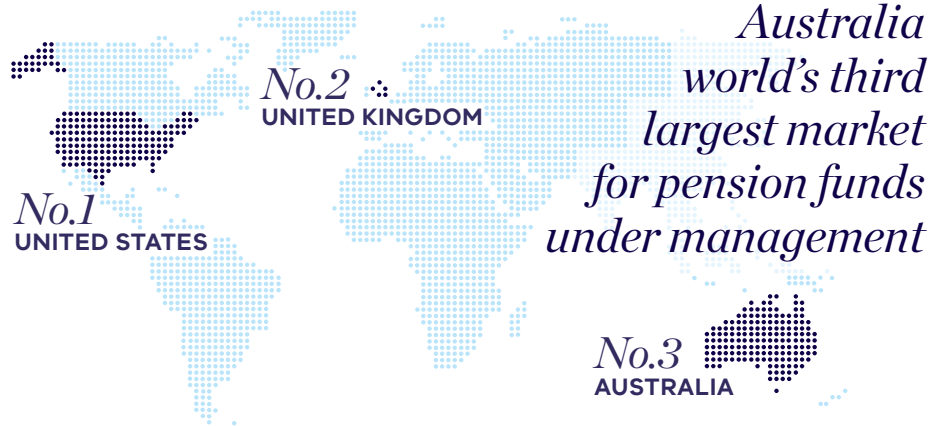 Australia
world’s third
largest market
for pension funds
under management
No.2
UNITED KINGDOM
No.1
UNITED STATES
No.3
AUSTRALIA